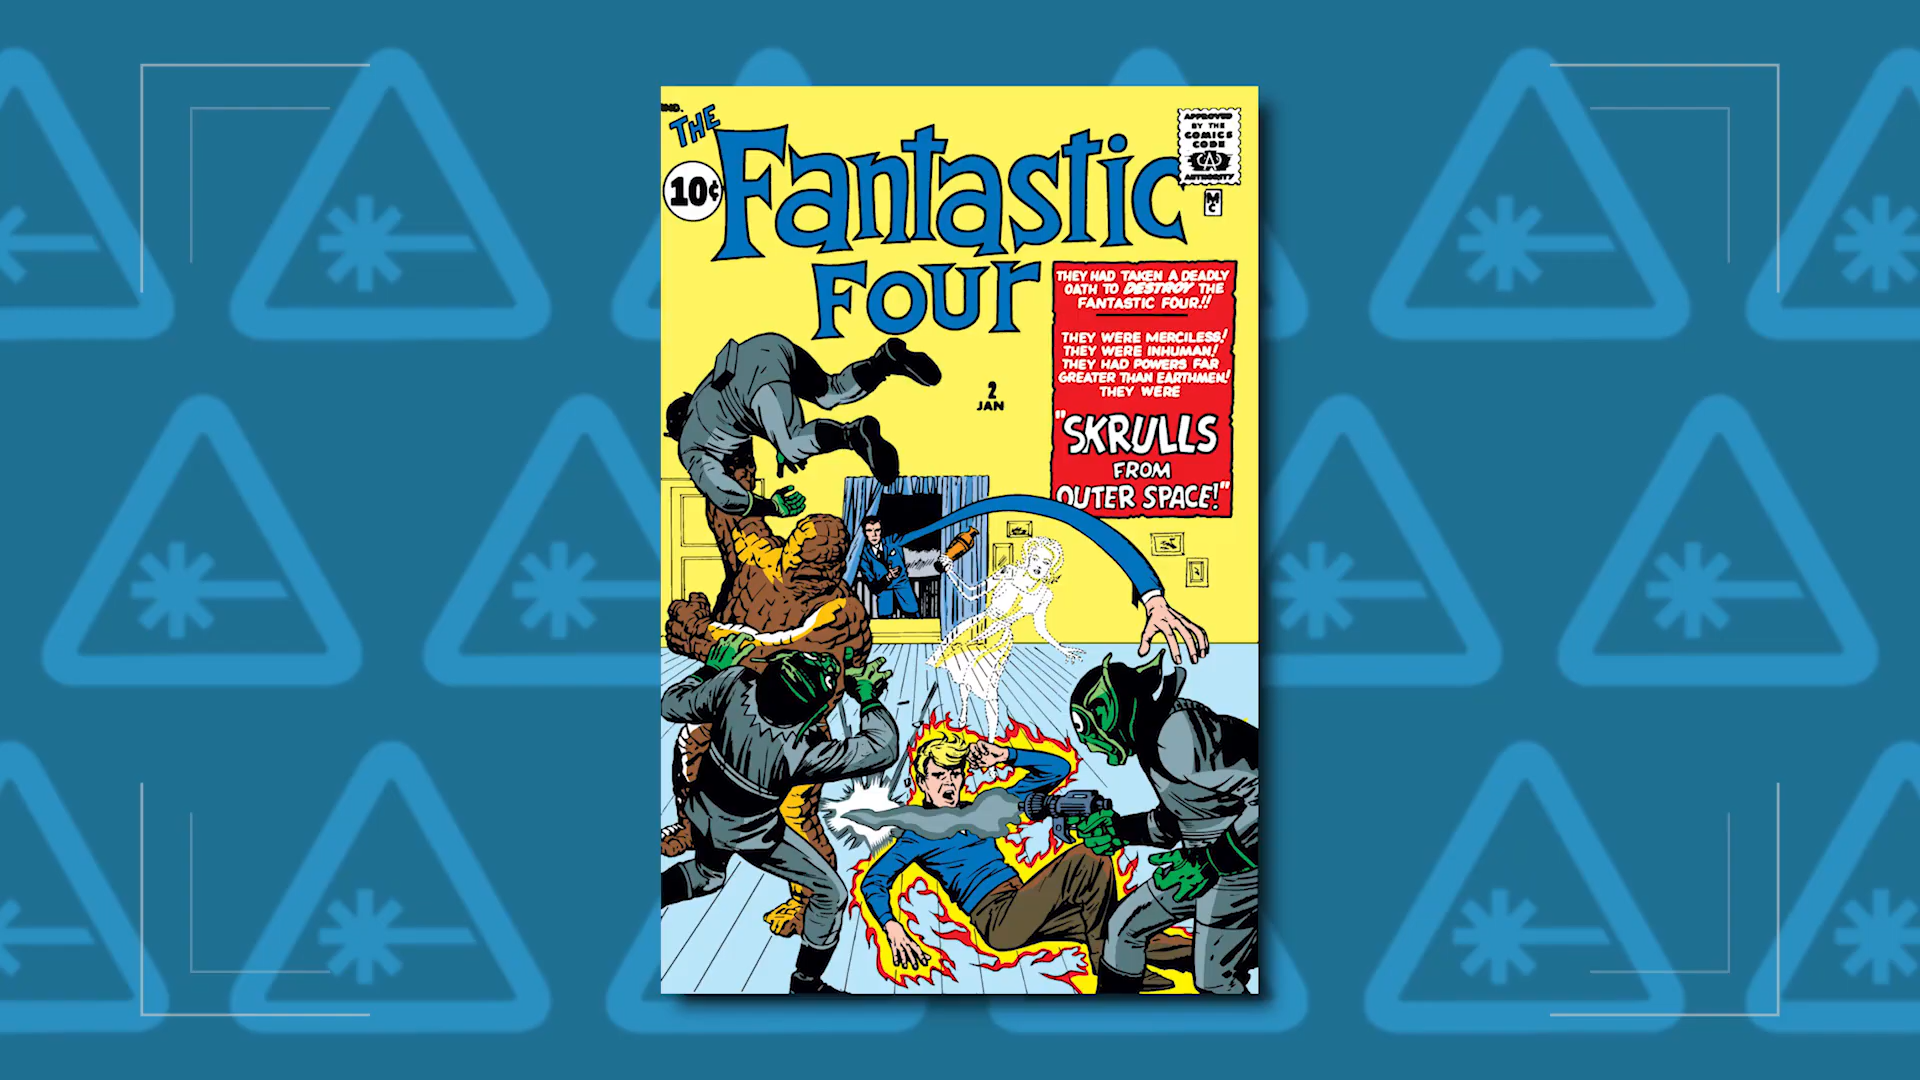 IND.
THE
Fantastic
Four
10¢
APPROVED
BY THE
COMICS
CODE
CA
AUTHORITY
MC
THEY HAD TAKEN A DEADLY
OATH TO DESTROY THE
FANTASTIC FOUR!!
THEY WERE MERCILESS!
THEY WERE INHUMAN!
THEY HAD POWERS FAR
GREATER THAN EARTHMEN!
THEY WERE
"SKRULLS
FROM
OUTER SPACE!"
2
JAN